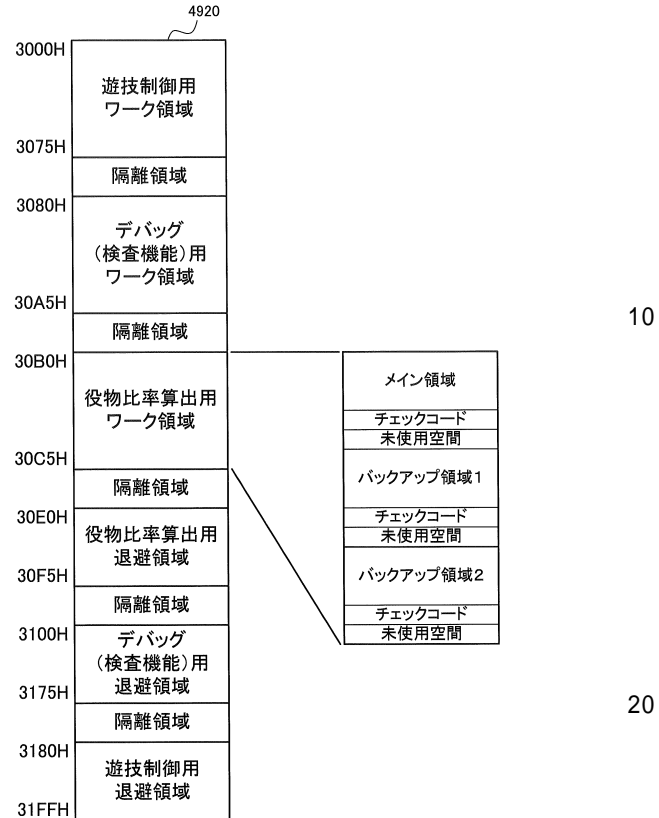 4920
3000H
遊技制御用
ワーク領域
3075H
隔離領域
3080H
デバッグ
(検査機能)用
ワーク領域
30A5H
隔離領域
30B0H
役物比率算出用
ワーク領域
30C5H
隔離領域
30E0H
役物比率算出用
退避領域
30F5H
隔離領域
3100H
デバッグ
(検査機能)用
退避領域
3175H
隔離領域
3180H
遊技制御用
退避領域
31FFH
メイン領域
チェックコード
未使用空間
バックアップ領域1
チェックコード
未使用空間
バックアップ領域2
チェックコード
未使用空間
10
20